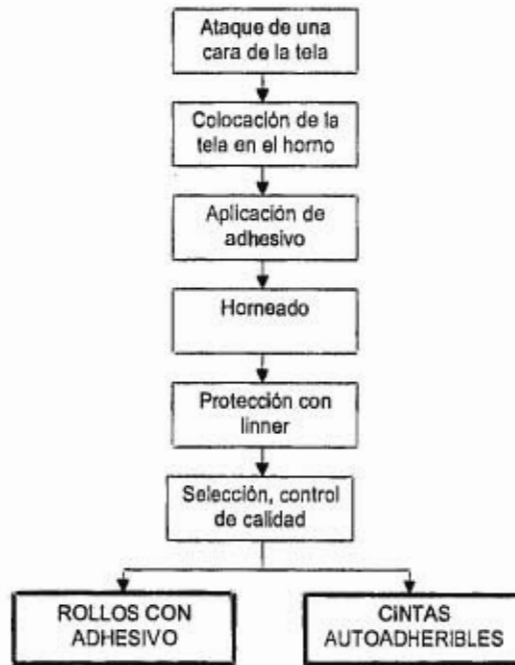 Ataque de una
cara de la tela
Colocación de la
tela en el horno
Aplicación de
adhesivo
Horneado
Protección con
linner
Selección, control
de calidad
ROLLOS CON
ADHESIVO
CINTAS
AUTOADHERIBLES